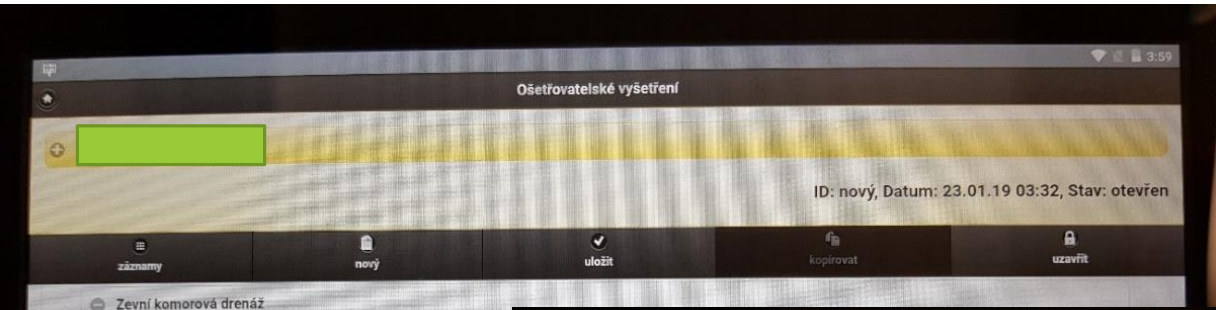 3:59
Ošetřovatelské vyšetření
ID: nový, Datum: 23.01.19 03:32, Stav: otevřen
záznamy nový uložit kopírovat uzavřít
Zevní komorová drenáž